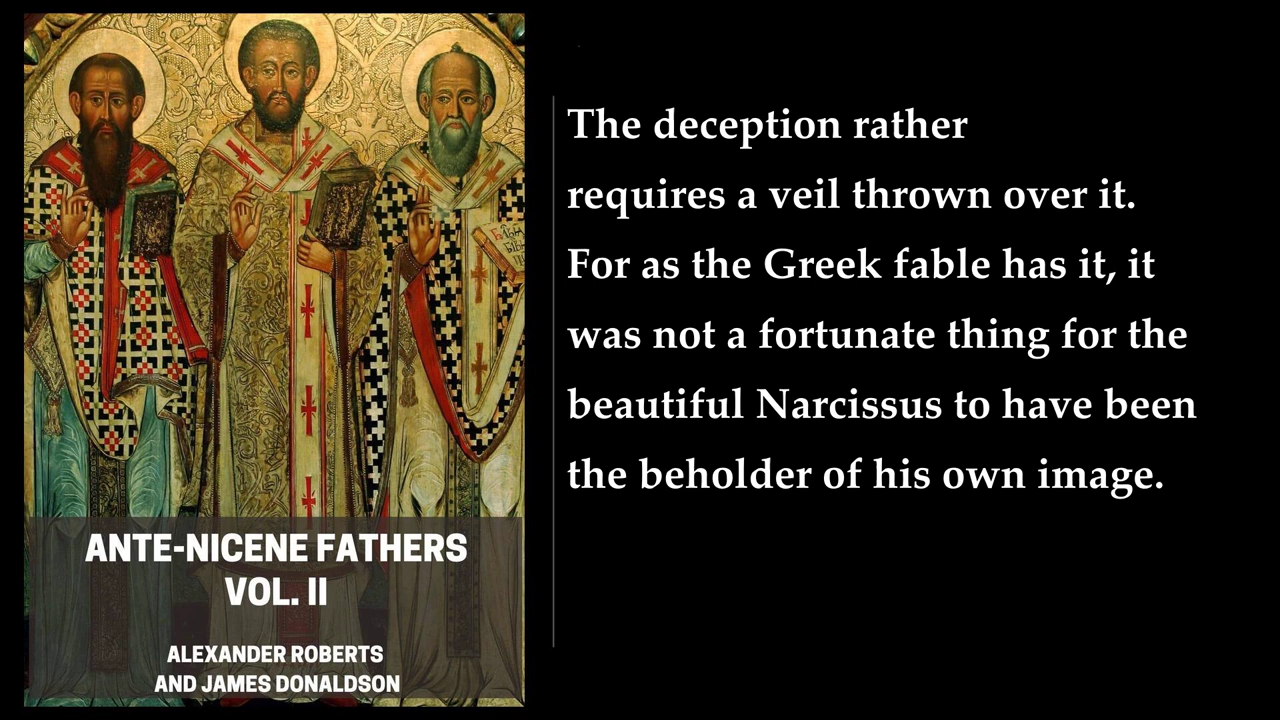 The deception rather
requires a veil thrown over it.
For as the Greek fable has it, it
was not a fortunate thing for the
beautiful Narcissus to have been
the beholder of his own image.
ANTE-NICENE FATHERS
VOL. II
ALEXANDER ROBERTS
AND JAMES DONALDSON